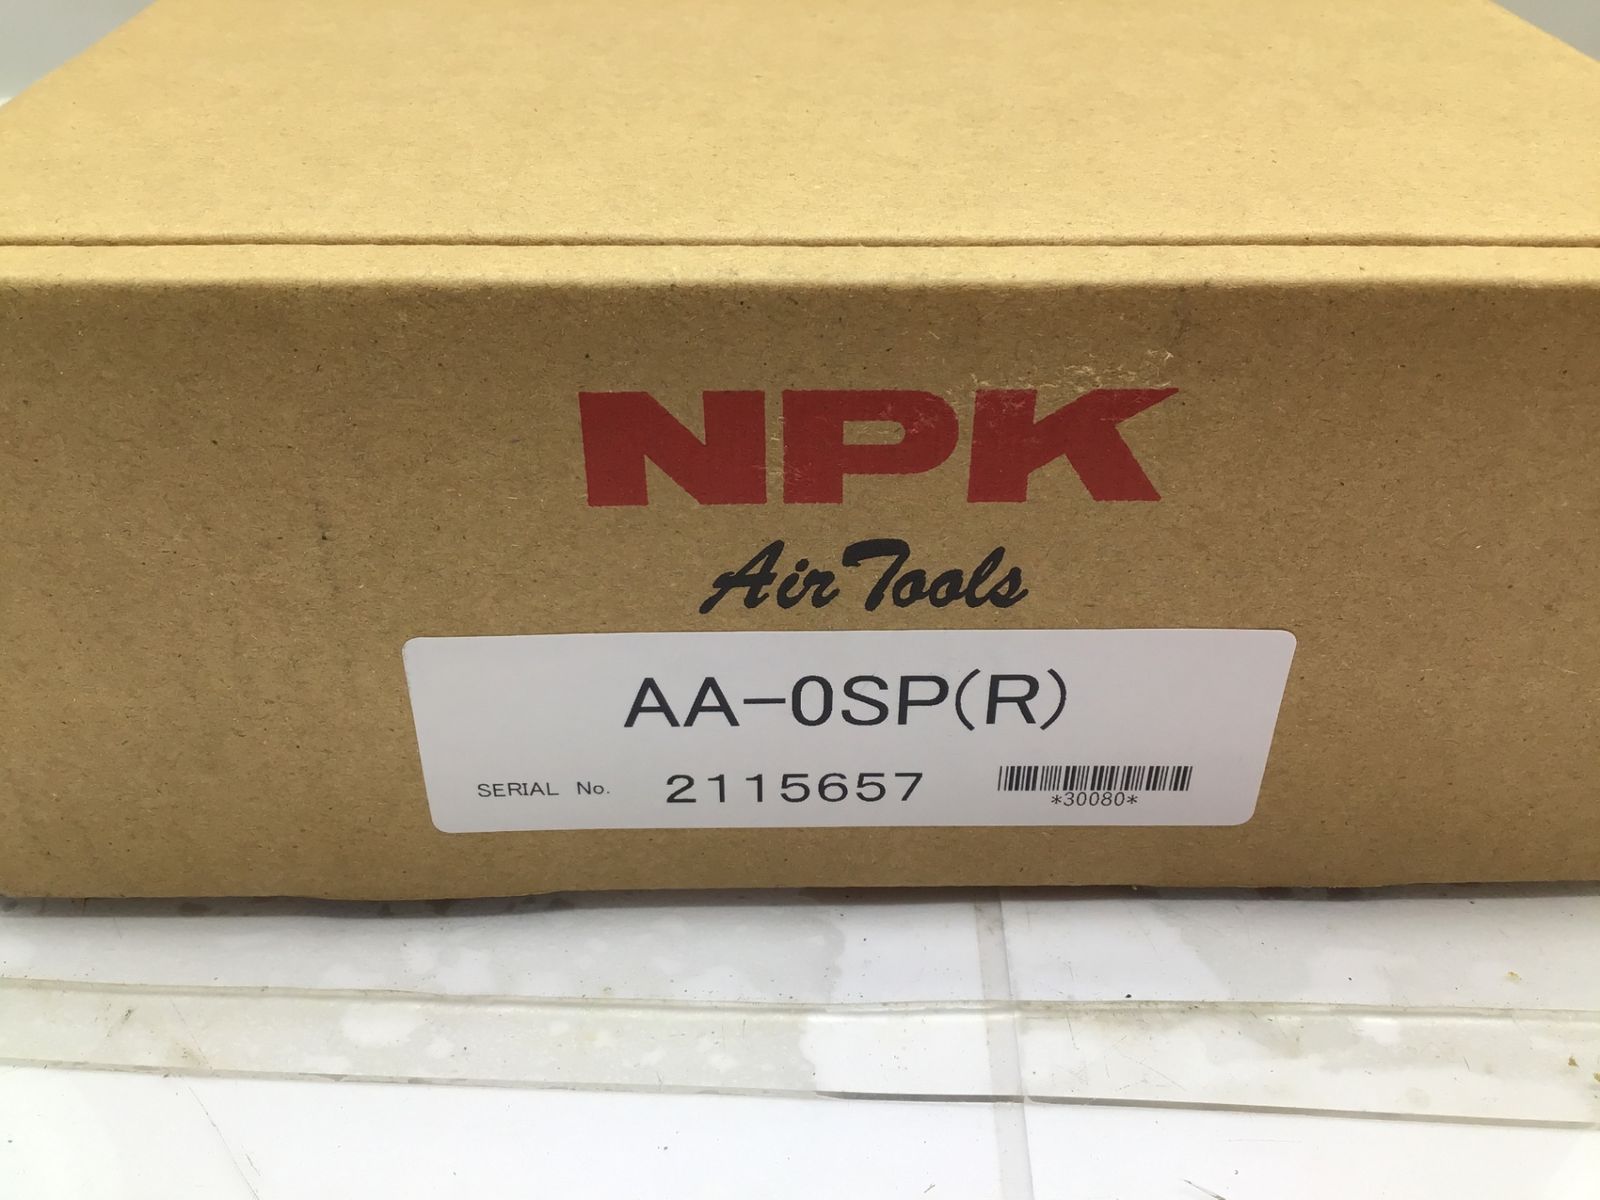 NPK
Air Tools
AA-0SP(R)
SERIAL No. 2115657
*30080*